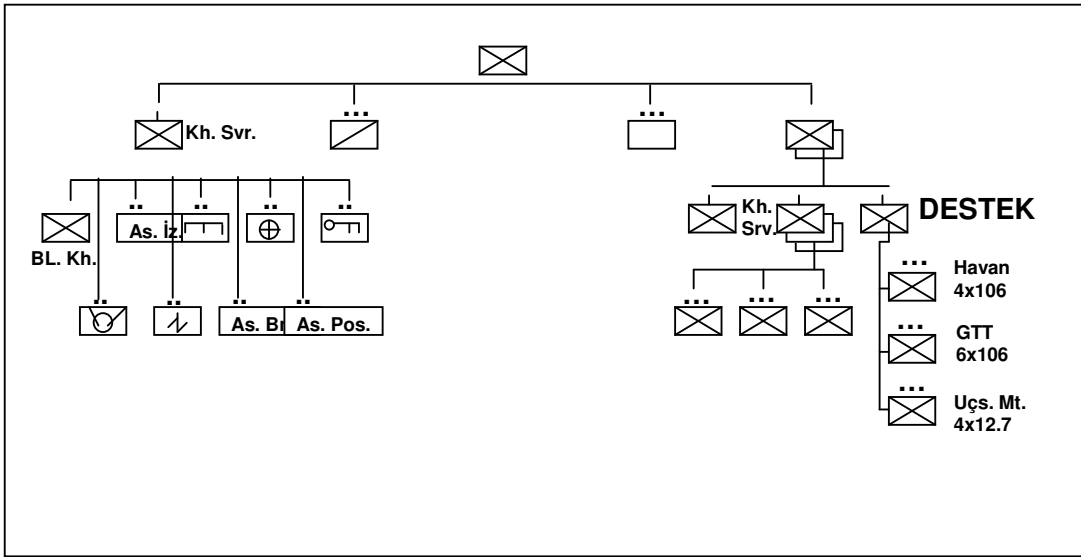 Kh. Svr.
Kh.
Srv.
DESTEK
As. İz.
BL. Kh.
Havan
4x106
As. Br
As. Pos.
GTT
6x106
Uçs. Mt.
4x12.7